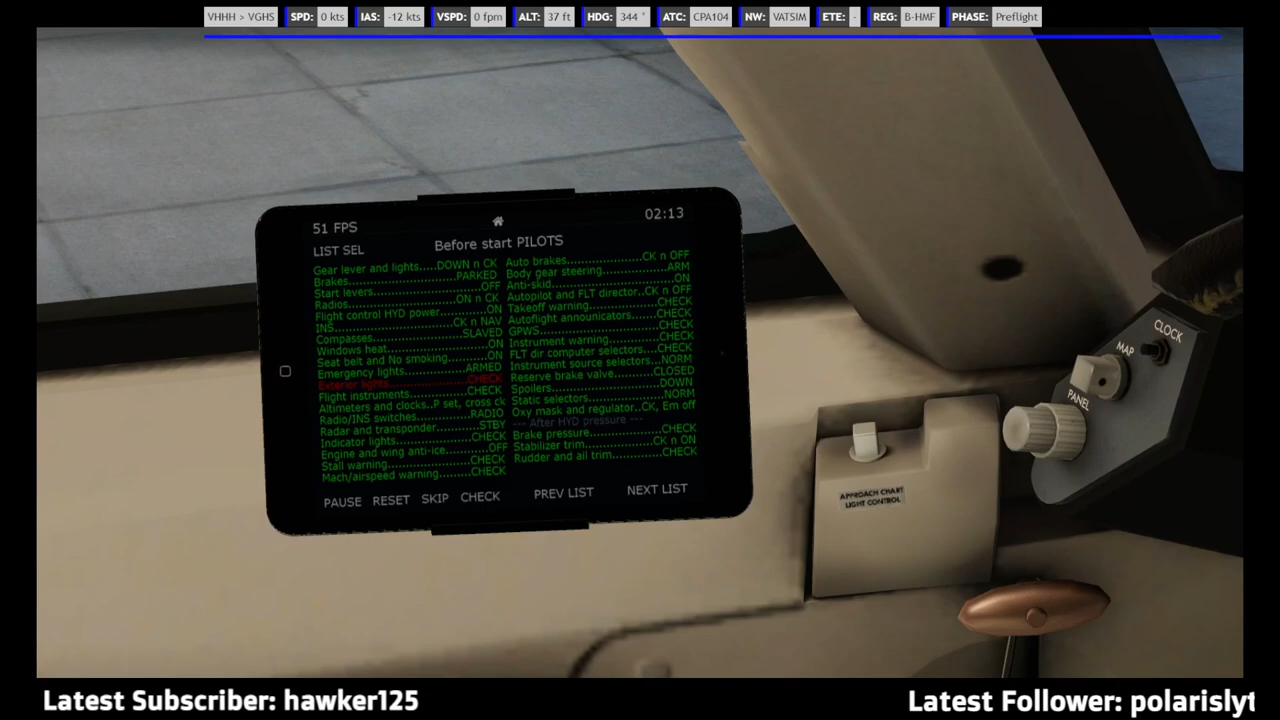 VHHH > VGHS SPD: 0 kts IAS: -12 kts VSPD: 0 fpm ALT: 37 ft HDG: 344 ° ATC: CPA104 NW: VATSIM ETE: - REG: B-HMF PHASE: Preflight
51 FPS 02:13
LIST SEL Before start PILOTS
Gear lever and lights.....DOWN n CK
Brakes...............................PARKED
Start levers...............................OFF
Radios...........................ON n CK
Flight control HYD power...........ON
INS................................CK n NAV
Compasses..........................SLAVED
Windows heat...........................ON
Seat belt and No smoking..........ON
Emergency lights...............ARMED
Exterior lights.....................CHECK
Flight instruments................CHECK
Altimeters and clocks..P set, cross ck
Radio/INS switches................RADIO
Radar and transponder...........STBY
Indicator lights.....................CHECK
Engine and wing anti-ice..........OFF
Stall warning......................CHECK
Mach/airspeed warning........CHECK
Auto brakes.........................CK n OFF
Body gear steering.................ARM
Anti-skid...............................ON
Autopilot and FLT director..CK n OFF
Takeoff warning....................CHECK
Autoflight announicators.......CHECK
GPWS.................................CHECK
Instrument warning..............CHECK
FLT dir computer selectors....CHECK
Instrument source selectors...NORM
Reserve brake valve..........CLOSED
Spoilers..............................DOWN
Static selectors....................NORM
Oxy mask and regulator..CK, Em off
--- After HYD pressure ---
Brake pressure....................CHECK
Stabilizer trim...................CK n ON
Rudder and ail trim..............CHECK
PAUSE RESET SKIP CHECK PREV LIST NEXT LIST
CLOCK
MAP
PANEL
APPROACH CHART
LIGHT CONTROL
Latest Subscriber: hawker125 Latest Follower: polarislyt